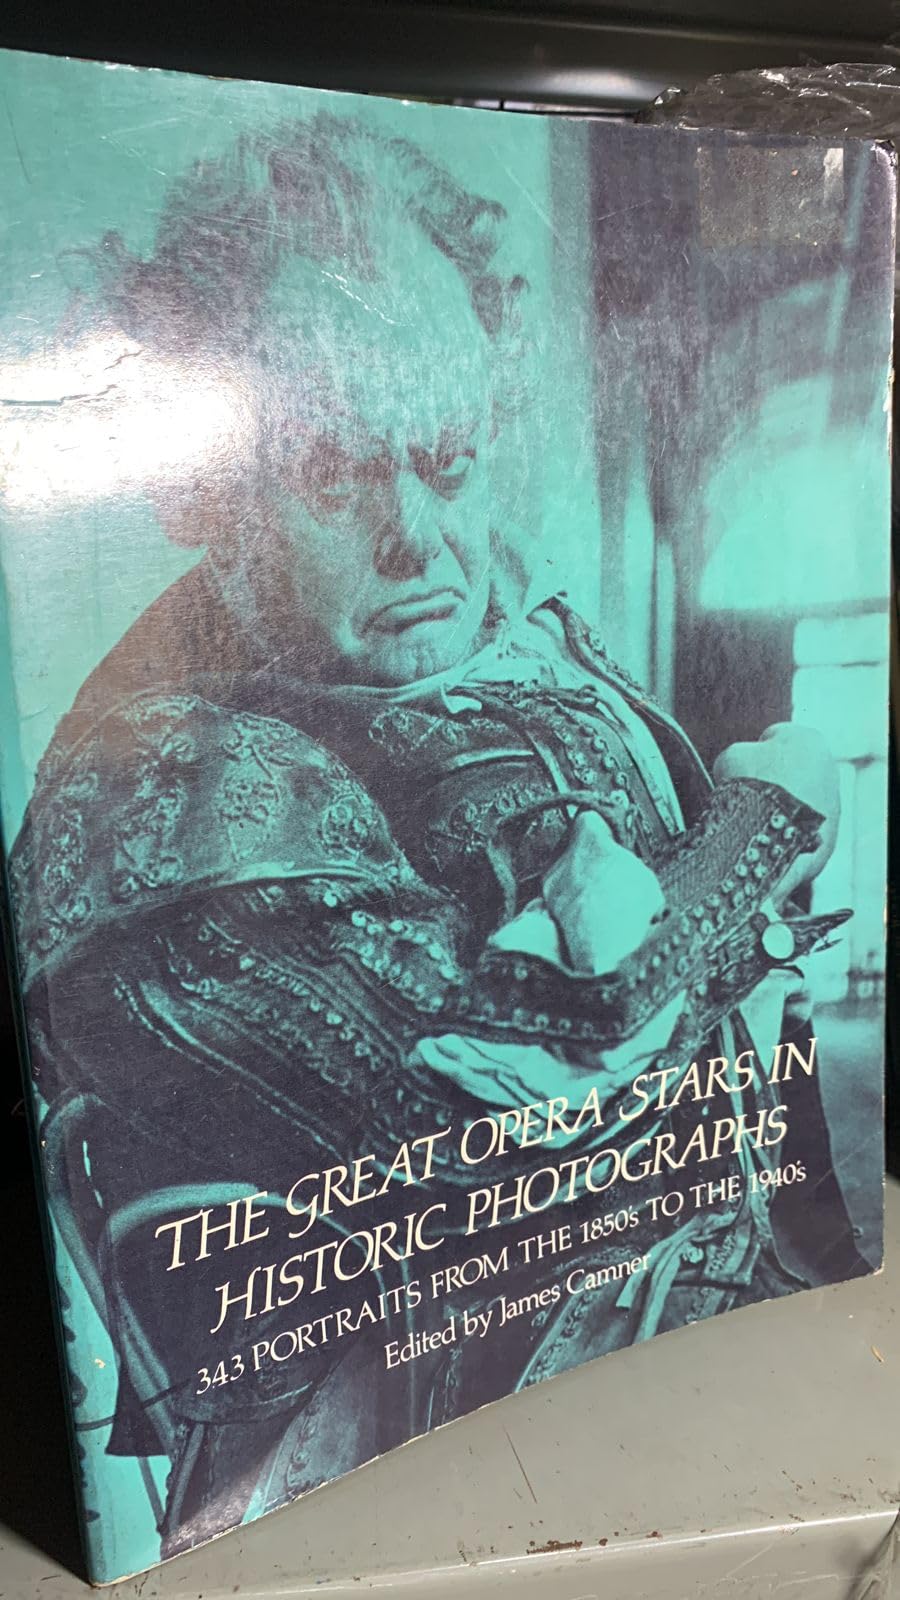 THE GREAT OPERA STARS IN
HISTORIC PHOTOGRAPHS
343 PORTRAITS FROM THE 1850's TO THE 1940's
Edited by James Camner